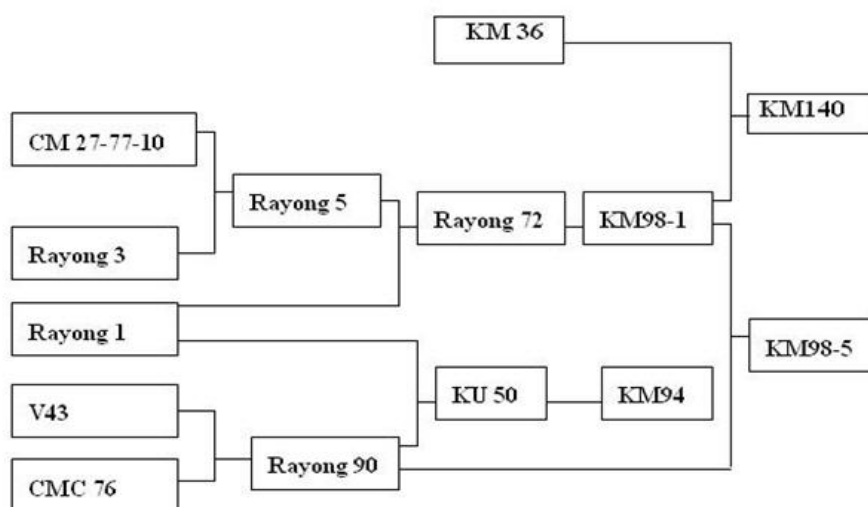 KM 36
KM140
CM 27-77-10
Rayong 5
Rayong 72
KM98-1
Rayong 3
Rayong 1
KM98-5
KU 50
KM94
V43
Rayong 90
CMC 76